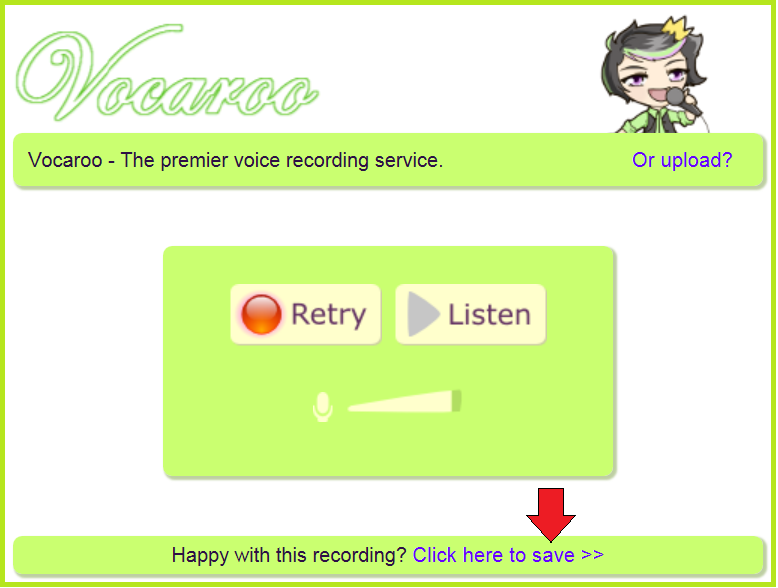 Vocaroo
Vocaroo - The premier voice recording service. Or upload?
Retry Listen
Happy with this recording? Click here to save >>